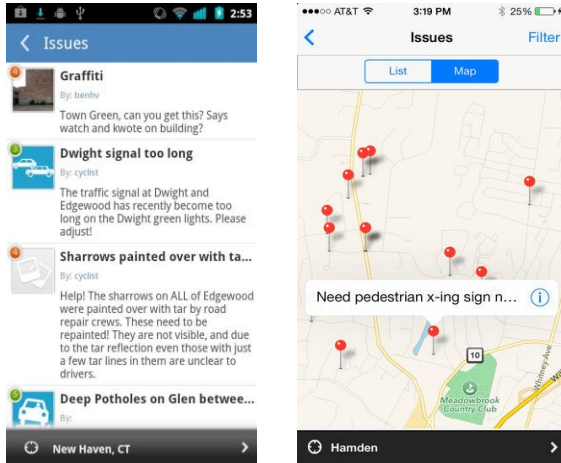 2:53
Issues
4
Graffiti
By: benhv
Town Green, can you get this? Says
watch and kwote on building?
5
Dwight signal too long
By: cyclist
The traffic signal at Dwight and
Edgewood has recently become too
long on the Dwight green lights. Please
adjust!
4
Sharrows painted over with ta...
By: cyclist
Help! The sharrows on ALL of Edgewood
were painted over with tar by road
repair crews. These need to be
repainted! They are not visible, and due
to the tar reflection even those with just
a few tar lines in them are unclear to
drivers.
5
Deep Potholes on Glen betwee...
By:
New Haven, CT
AT&T 3:19 PM 25%
Issues Filter
List Map
Need pedestrian x-ing sign n...
10
Whitney Ave
Meadowbrook
Country Club
Hamden